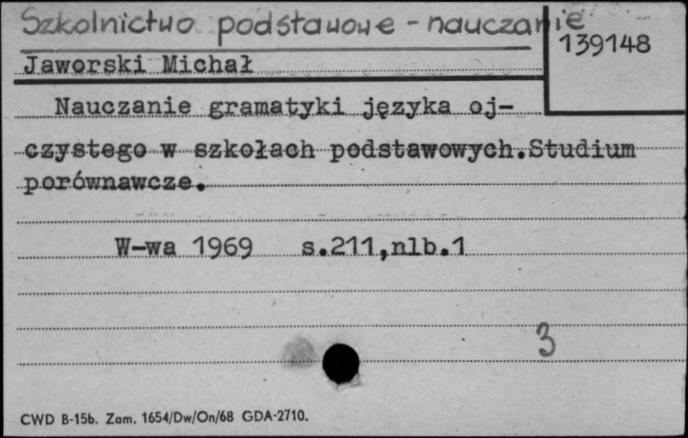 Szkolnictwo podstawowe - nauczanie
139148
Jaworski Michał
Nauczanie gramatyki języka oj-
czystego w szkołach podstawowych.Studium
porównawcze.
W-wa 1969 s.211,nlb.1
3
CWD B-15b. Zam. 1654/Dw/On/68 GDA-2710.